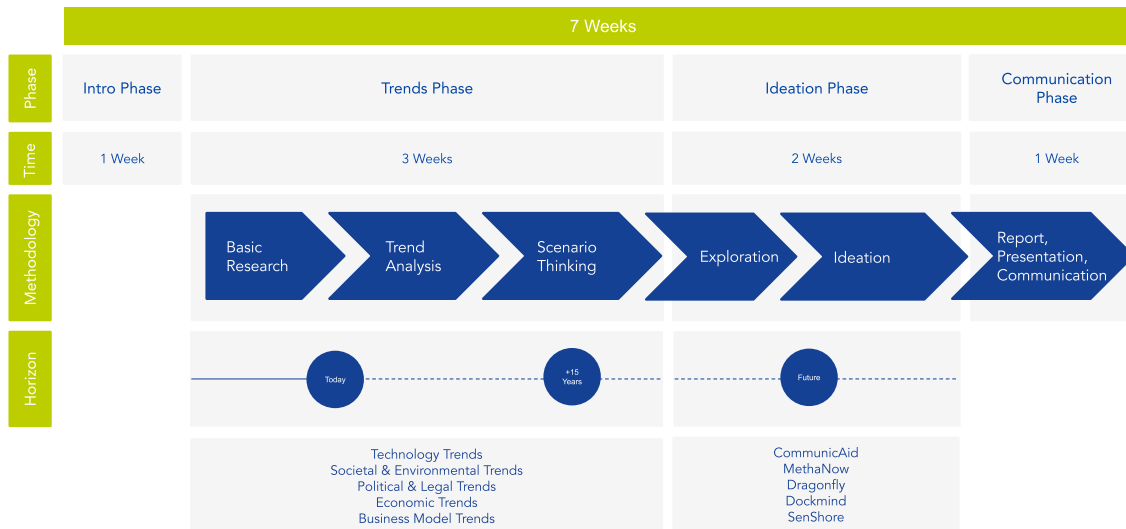 7 Weeks
Phase
Intro Phase
Trends Phase
Ideation Phase
Communication
Phase
Time
1 Week
3 Weeks
2 Weeks
1 Week
Methodology
Basic
Research
Trend
Analysis
Scenario
Thinking
Exploration
Ideation
Report,
Presentation,
Communication
Horizon
Today
+15
Years
Future
Technology Trends
Societal & Environmental Trends
Political & Legal Trends
Economic Trends
Business Model Trends
CommunicAid
MethaNow
Dragonfly
Dockmind
SenShore